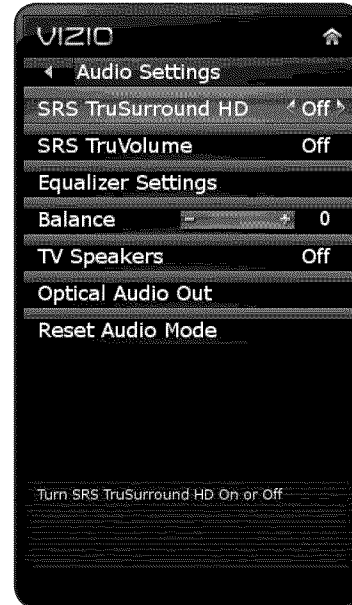 VIZIO
Audio Settings
SRS TruSurround HD Off
SRS TruVolume Off
Equalizer Settings
Balance - + 0
TV Speakers Off
Optical Audio Out
Reset Audio Mode
Turn SRS TruSurround HD On or Off